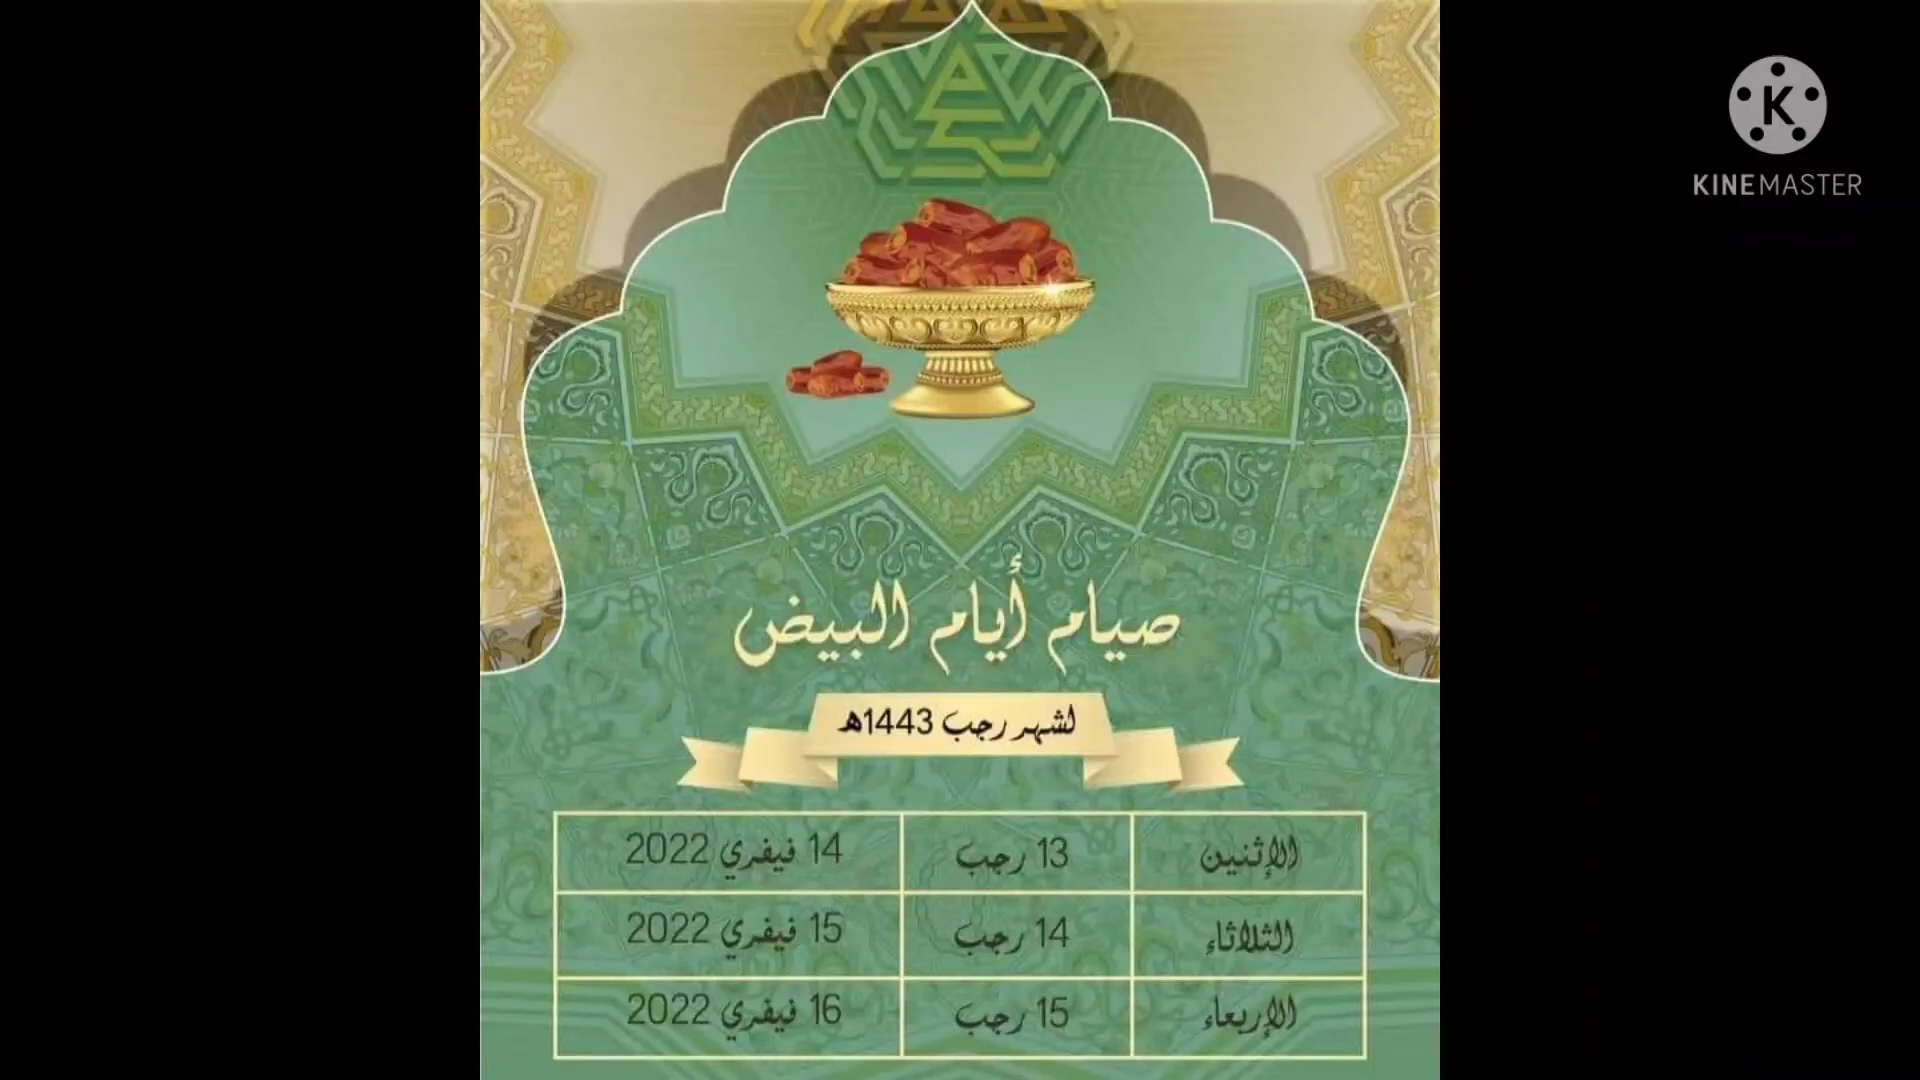 KINEMASTER
صيام أيام البيض
لشهر رجب 1443ه
الإثنين 13 رجب 14 فيفري 2022
الثلاثاء 14 رجب 15 فيفري 2022
الإربعاء 15 رجب 16 فيفري 2022